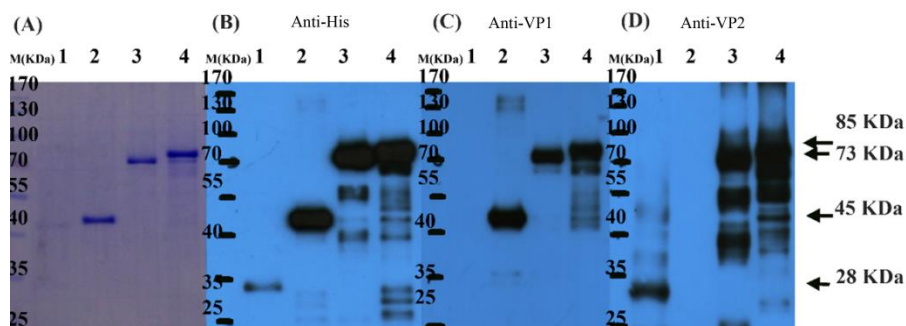 (A) (B) Anti-His (C) Anti-VP1 (D) Anti-VP2
M(KDa) 1 2 3 4 M(KDa) 1 2 3 4 M(KDa) 1 2 3 4 M(KDa) 1 2 3 4
170 170 170 170
130 130 130 130
100 100 100 100
85 KDa
70 70 70 70
73 KDa
55 55 55 55
40 40 40 40
45 KDa
35 35 35 35
28 KDa
25 25 25 25